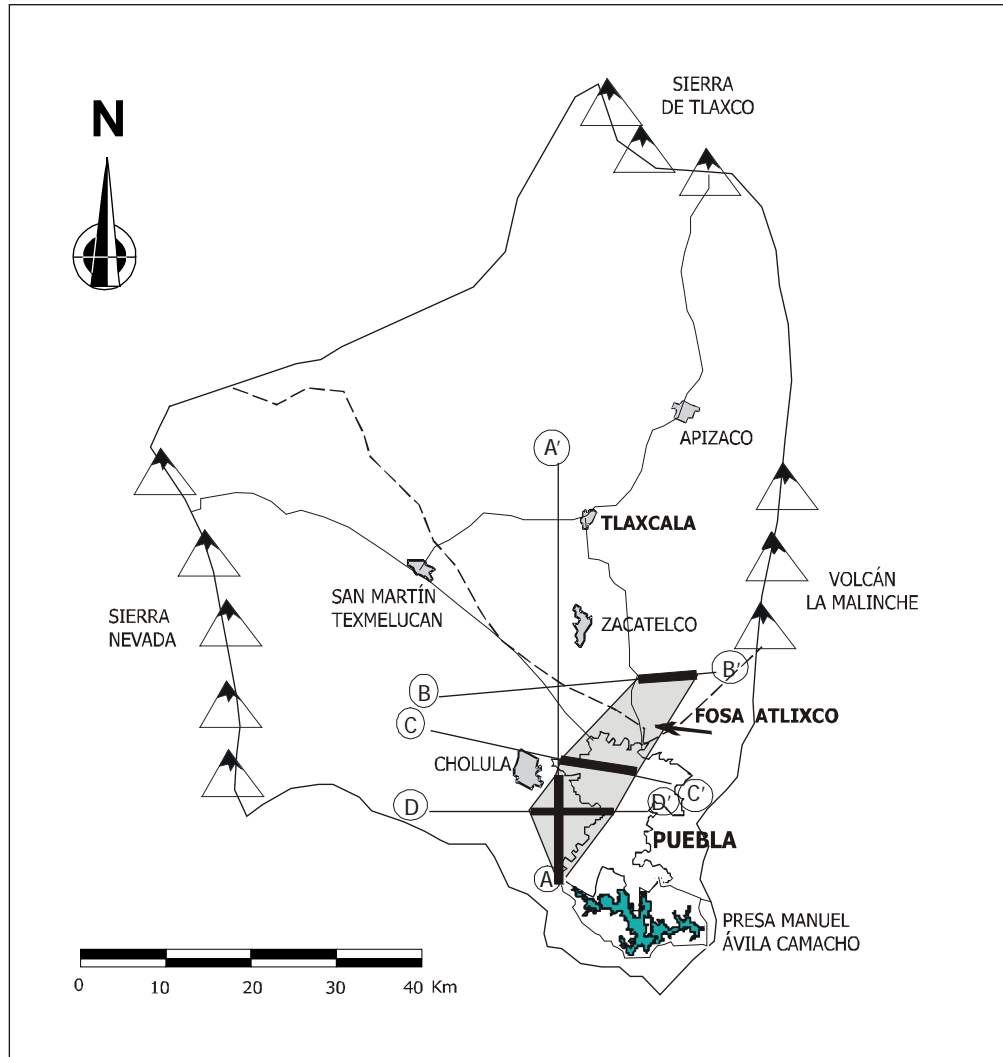 SIERRA
DE TLAXCO
N
APIZACO
A'
TLAXCALA
SAN MARTÍN
TEXMELUCAN
VOLCÁN
LA MALINCHE
SIERRA
NEVADA
ZACATELCO
B'
B
C
FOSA ATLIXCO
CHOLULA
D
D'
C'
PUEBLA
A
PRESA MANUEL
ÁVILA CAMACHO
0 10 20 30 40 Km